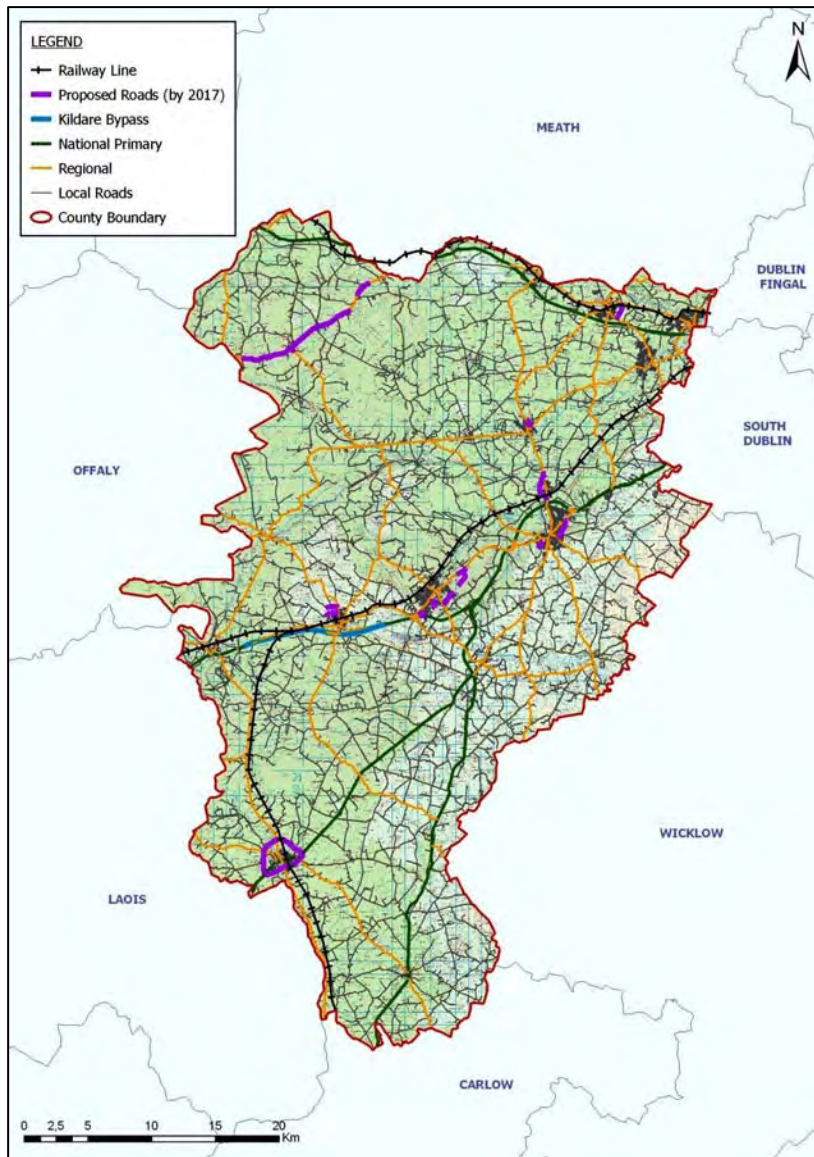 LEGEND
Railway Line
Proposed Roads (by 2017)
Kildare Bypass
National Primary
Regional
Local Roads
County Boundary
N
MEATH
DUBLIN
FINGAL
SOUTH
DUBLIN
OFFALY
WICKLOW
LAOIS
CARLOW
0 2,5 5 10 15 20
Km